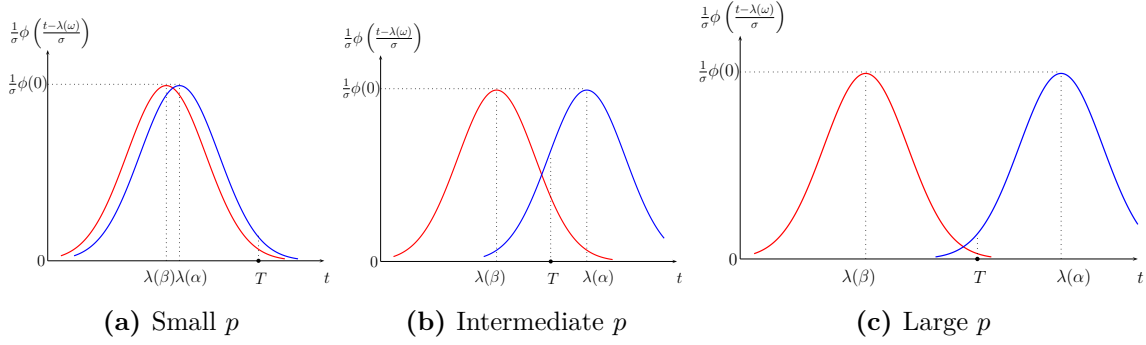 1/σ ϕ ( t−λ(ω) / σ )
1/σ ϕ(0)
0
λ(β)λ(α)
T
t
(a) Small p
1/σ ϕ ( t−λ(ω) / σ )
1/σ ϕ(0)
0
λ(β)
T
λ(α)
t
(b) Intermediate p
1/σ ϕ ( t−λ(ω) / σ )
1/σ ϕ(0)
0
λ(β)
T
λ(α)
t
(c) Large p